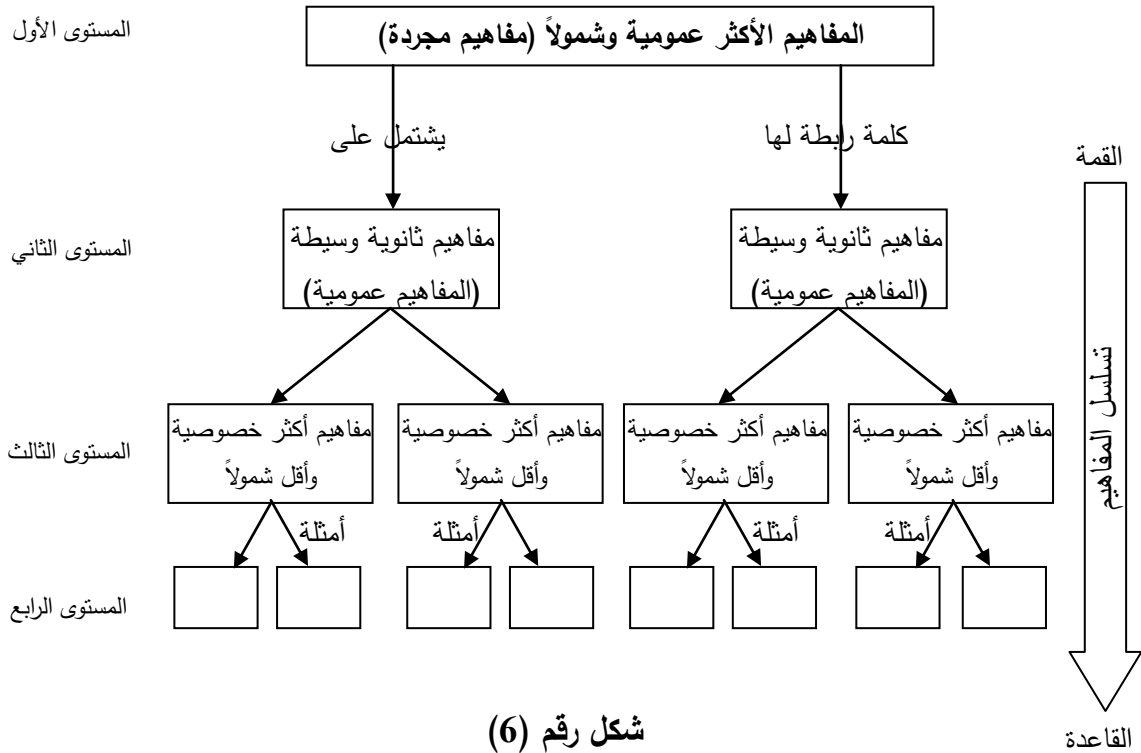 المستوى الأول
المفاهيم الأكثر عمومية وشمولاً (مفاهيم مجردة)
كلمة رابطة لها
يشتمل على
القمة
المستوى الثاني
مفاهيم ثانوية وسيطة
(المفاهيم عمومية)
مفاهيم ثانوية وسيطة
(المفاهيم عمومية)
تسلسل المفاهيم
المستوى الثالث
مفاهيم أكثر خصوصية
وأقل شمولاً
مفاهيم أكثر خصوصية
وأقل شمولاً
مفاهيم أكثر خصوصية
وأقل شمولاً
مفاهيم أكثر خصوصية
وأقل شمولاً
أمثلة
أمثلة
أمثلة
أمثلة
المستوى الرابع
القاعدة
شكل رقم (6)